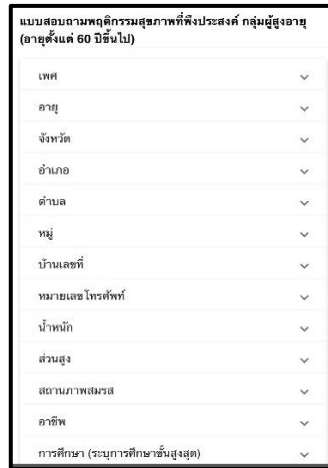 แบบสอบถามพฤติกรรมสุขภาพที่พึงประสงค์ กลุ่มผู้สูงอายุ
(อายุตั้งแต่ 60 ปีขึ้นไป)
เพศ
อายุ
จังหวัด
อำเภอ
ตำบล
หมู่
บ้านเลขที่
หมายเลขโทรศัพท์
น้ำหนัก
ส่วนสูง
สถานภาพสมรส
อาชีพ
การศึกษา (ระบุการศึกษาชั้นสูงสุด)